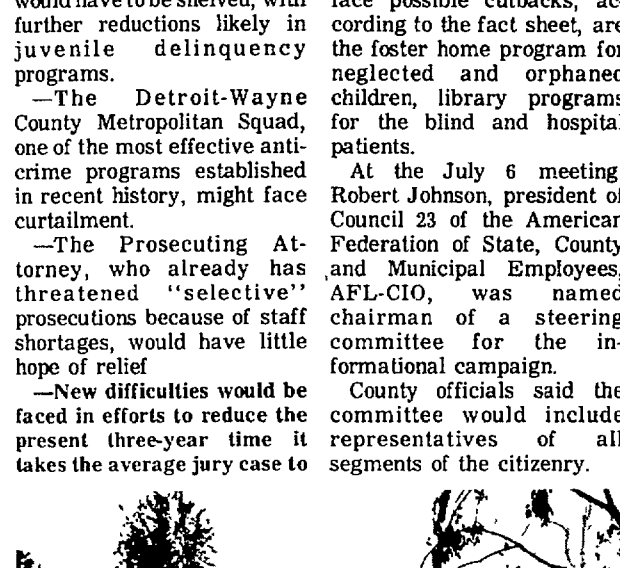 would have to be shelved, with
further reductions likely in
juvenile delinquency
programs.
—The Detroit-Wayne
County Metropolitan Squad,
one of the most effective anti-
crime programs established
in recent history, might face
curtailment.
—The Prosecuting At-
torney, who already has
threatened "selective"
prosecutions because of staff
shortages, would have little
hope of relief
—New difficulties would be
faced in efforts to reduce the
present three-year time it
takes the average jury case to
face possible cutbacks, ac-
cording to the fact sheet, are
the foster home program for
neglected and orphaned
children, library programs
for the blind and hospital
patients.
At the July 6 meeting
Robert Johnson, president of
Council 23 of the American
Federation of State, County
and Municipal Employees,
AFL-CIO, was named
chairman of a steering
committee for the in-
formational campaign.
County officials said the
committee would include
representatives of all
segments of the citizenry.